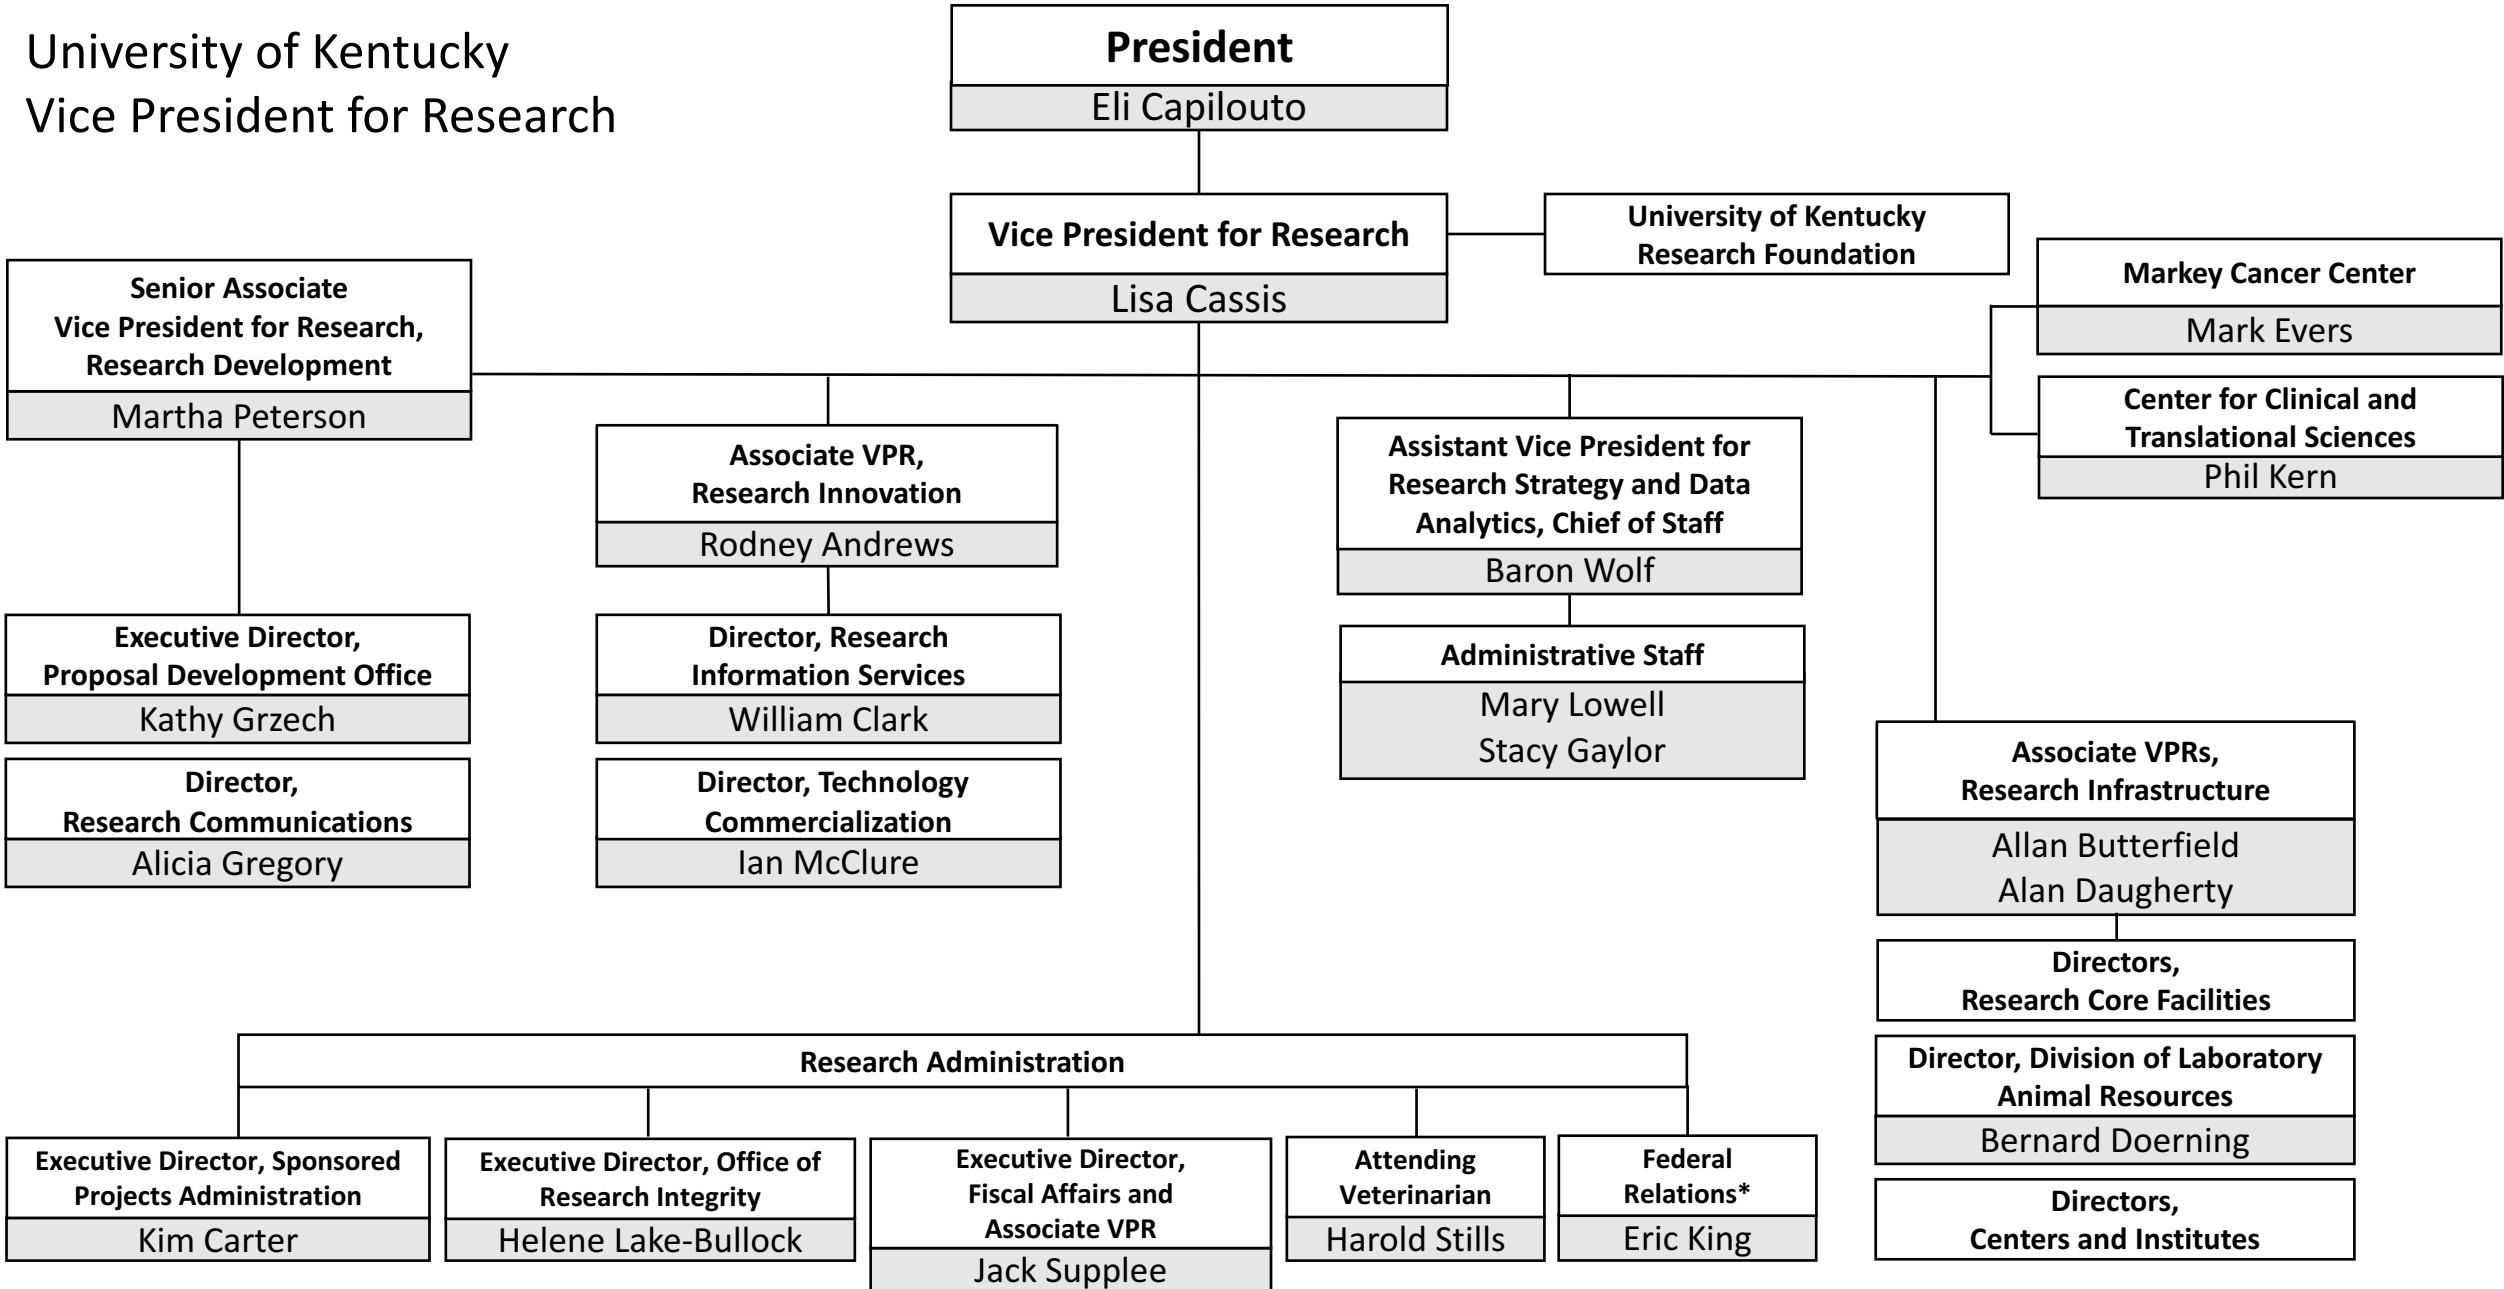 University of Kentucky
Vice President for Research
President
Eli Capilouto
Vice President for Research
Lisa Cassis
University of Kentucky
Research Foundation
Markey Cancer Center
Mark Evers
Center for Clinical and
Translational Sciences
Phil Kern
Senior Associate
Vice President for Research,
Research Development
Martha Peterson
Executive Director,
Proposal Development Office
Kathy Grzech
Director,
Research Communications
Alicia Gregory
Associate VPR,
Research Innovation
Rodney Andrews
Director, Research
Information Services
William Clark
Director, Technology
Commercialization
Ian McClure
Assistant Vice President for
Research Strategy and Data
Analytics, Chief of Staff
Baron Wolf
Administrative Staff
Mary Lowell
Stacy Gaylor
Associate VPRs,
Research Infrastructure
Allan Butterfield
Alan Daugherty
Directors,
Research Core Facilities
Director, Division of Laboratory
Animal Resources
Bernard Doerning
Directors,
Centers and Institutes
Research Administration
Executive Director, Sponsored
Projects Administration
Kim Carter
Executive Director, Office of
Research Integrity
Helene Lake-Bullock
Executive Director,
Fiscal Affairs and
Associate VPR
Jack Supplee
Attending
Veterinarian
Harold Stills
Federal
Relations*
Eric King